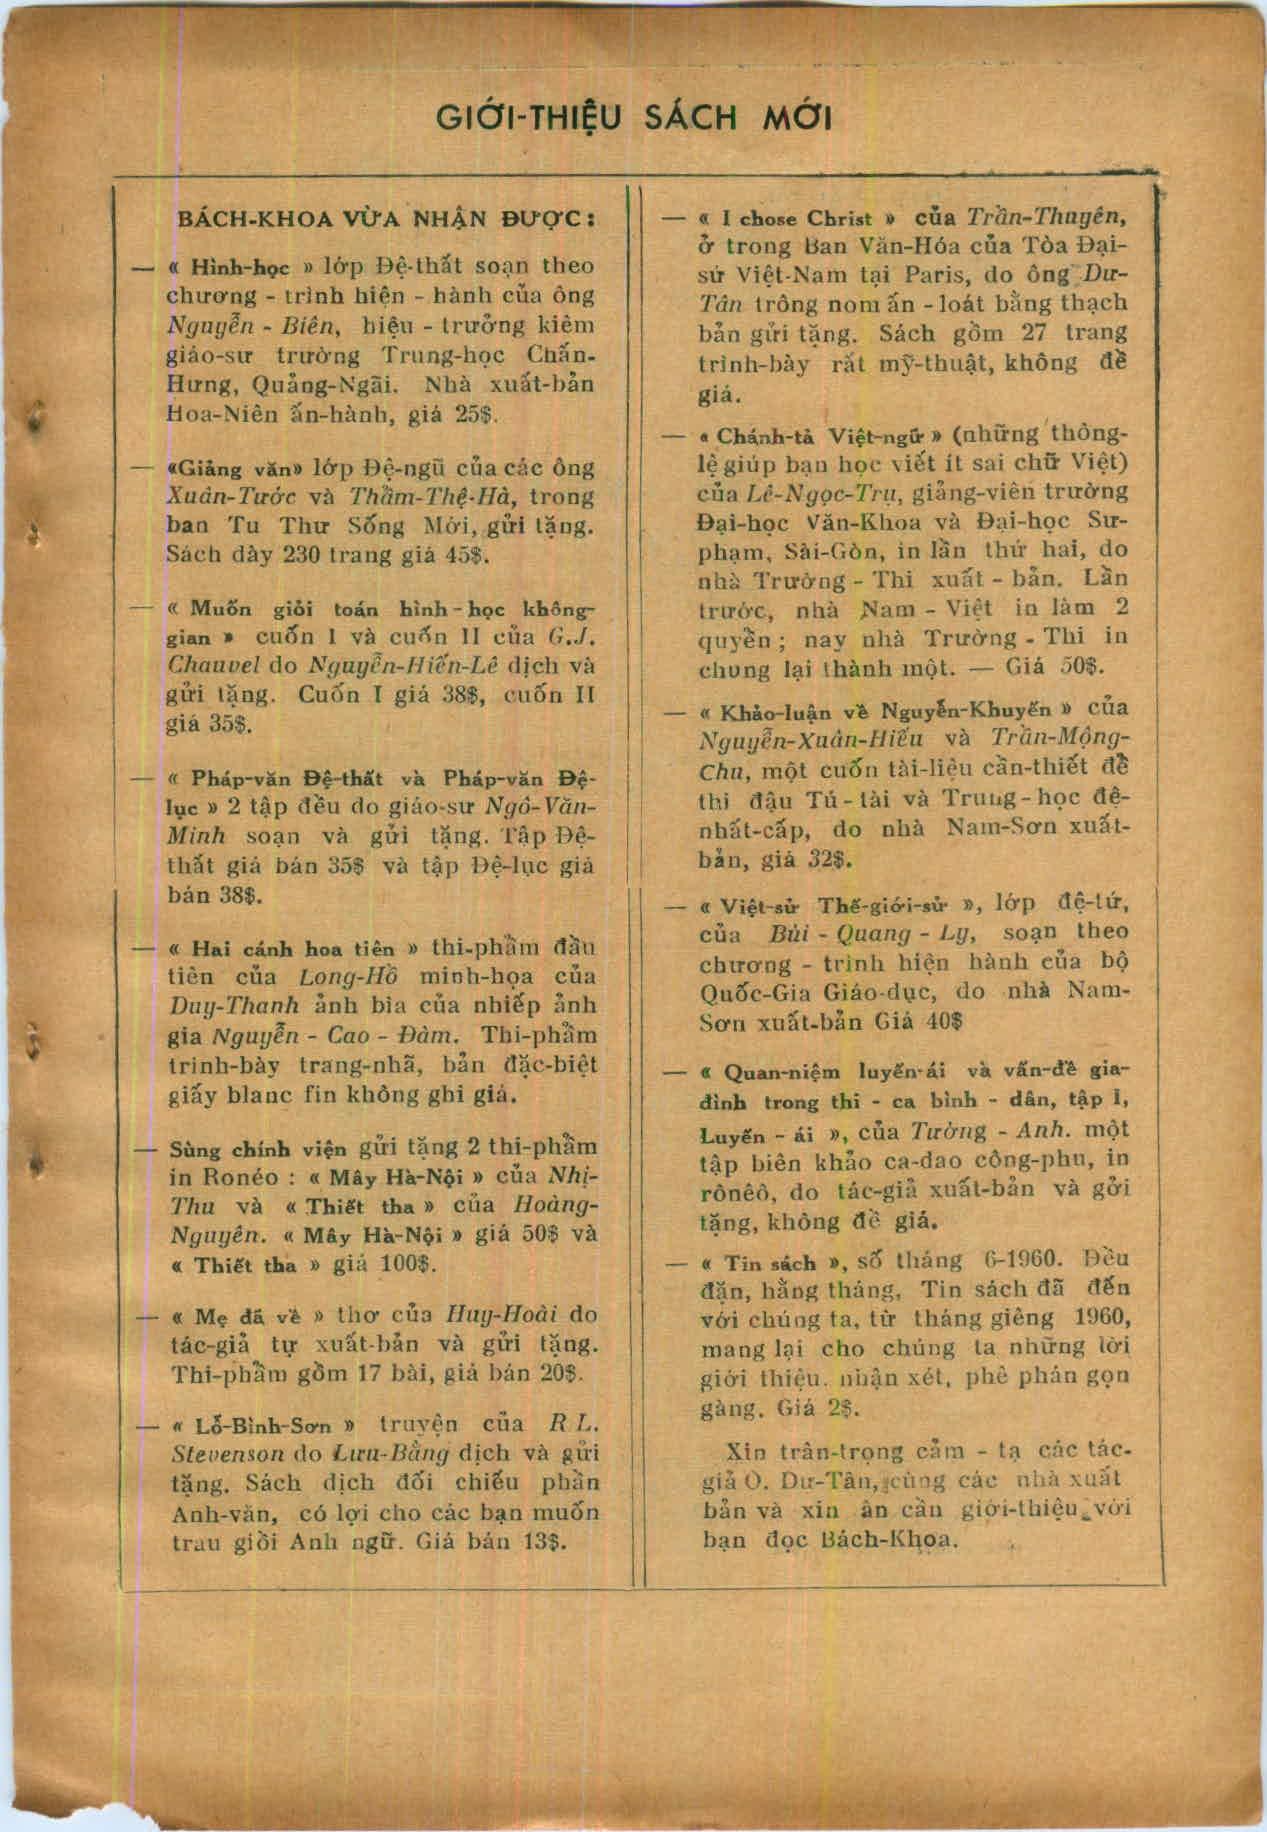 GIỚI-THIỆU SÁCH MỚI
BÁCH-KHOA VỪA NHẬN ĐƯỢC:
— « Hình-học » lớp Đệ-thất soạn theo
chương - trình hiện - hành của ông
Nguyễn - Biên, hiệu - trưởng kiêm
giáo-sư trường Trung-học Chấn-
Hưng, Quảng-Ngãi. Nhà xuất-bản
Hoa-Niên ấn-hành, giá 25$.
— «Giảng văn» lớp Đệ-ngũ của các ông
Xuân-Tước và Thẩm-Thệ-Hà, trong
ban Tu Thư Sống Mới, gửi tặng.
Sách dày 230 trang giá 45$.
— « Muốn giỏi toán hình - học không-
gian » cuốn I và cuốn II của G.J.
Chauvel do Nguyễn-Hiến-Lê dịch và
gửi tặng. Cuốn I giá 38$, cuốn II
giá 35$.
— « Pháp-văn Đệ-thất và Pháp-văn Đệ-
lục » 2 tập đều do giáo-sư Ngô-Văn-
Minh soạn và gửi tặng. Tập Đệ-
thất giá bán 35$ và tập Đệ-lục giá
bán 38$.
— « Hai cánh hoa tiên » thi-phẩm đầu
tiên của Long-Hồ minh-họa của
Duy-Thanh ảnh bìa của nhiếp ảnh
gia Nguyễn - Cao - Đàm. Thi-phẩm
trình-bày trang-nhã, bản đặc-biệt
giấy blanc fin không ghi giá.
— Sùng chính viện gửi tặng 2 thi-phẩm
in Ronéo : « Mây Hà-Nội » của Nhị-
Thu và « Thiết tha » của Hoàng-
Nguyên. « Mây Hà-Nội » giá 50$ và
« Thiết tha » giá 100$.
— « Mẹ đã về » thơ của Huy-Hoài do
tác-giả tự xuất-bản và gửi tặng.
Thi-phẩm gồm 17 bài, giá bán 20$.
— « Lỗ-Bình-Sơn » truyện của R L.
Stevenson do Lưu-Bằng dịch và gửi
tặng. Sách dịch đối chiếu phần
Anh-văn, có lợi cho các bạn muốn
trau giồi Anh ngữ. Giá bán 13$.
— « I chose Christ » của Trần-Thuyên,
ở trong Ban Văn-Hóa của Tòa Đại-
sứ Việt-Nam tại Paris, do ông Dư-
Tân trông nom ấn - loát bằng thạch
bản gửi tặng. Sách gồm 27 trang
trình-bày rất mỹ-thuật, không đề
giá.
— « Chánh-tả Việt-ngữ » (những thông-
lệ giúp bạn học viết ít sai chữ Việt)
của Lê-Ngọc-Trụ, giảng-viên trường
Đại-học Văn-Khoa và Đại-học Sư-
phạm, Sài-Gòn, in lần thứ hai, do
nhà Trường - Thi xuất - bản. Lần
trước, nhà Nam - Việt in làm 2
quyển ; nay nhà Trường - Thi in
chung lại thành một. — Giá 50$.
— « Khảo-luận về Nguyễn-Khuyến » của
Nguyễn-Xuân-Hiếu và Trần-Mộng-
Chu, một cuốn tài-liệu cần-thiết để
thi đậu Tú - tài và Trung - học đệ-
nhất-cấp, do nhà Nam-Sơn xuất-
bản, giá 32$.
— « Việt-sử Thế-giới-sử », lớp đệ-tứ,
của Bùi - Quang - Ly, soạn theo
chương - trình hiện hành của bộ
Quốc-Gia Giáo-dục, do nhà Nam-
Sơn xuất-bản Giá 40$
— « Quan-niệm luyến-ái và vấn-đề gia-
đình trong thi - ca bình - dân, tập I,
Luyến - ái », của Tường - Anh. một
tập biên khảo ca-dao công-phu, in
rônêô, do tác-giả xuất-bản và gởi
tặng, không đề giá.
— « Tin sách », số tháng 6-1960. Đều
đặn, hằng tháng, Tin sách đã đến
với chúng ta, từ tháng giêng 1960,
mang lại cho chúng ta những lời
giới thiệu. nhận xét, phê phán gọn
gàng. Giá 2$.
Xin trân-trọng cảm - tạ các tác-
giả O. Dư-Tân, cùng các nhà xuất
bản và xin ân cần giới-thiệu với
bạn đọc Bách-Khoa.